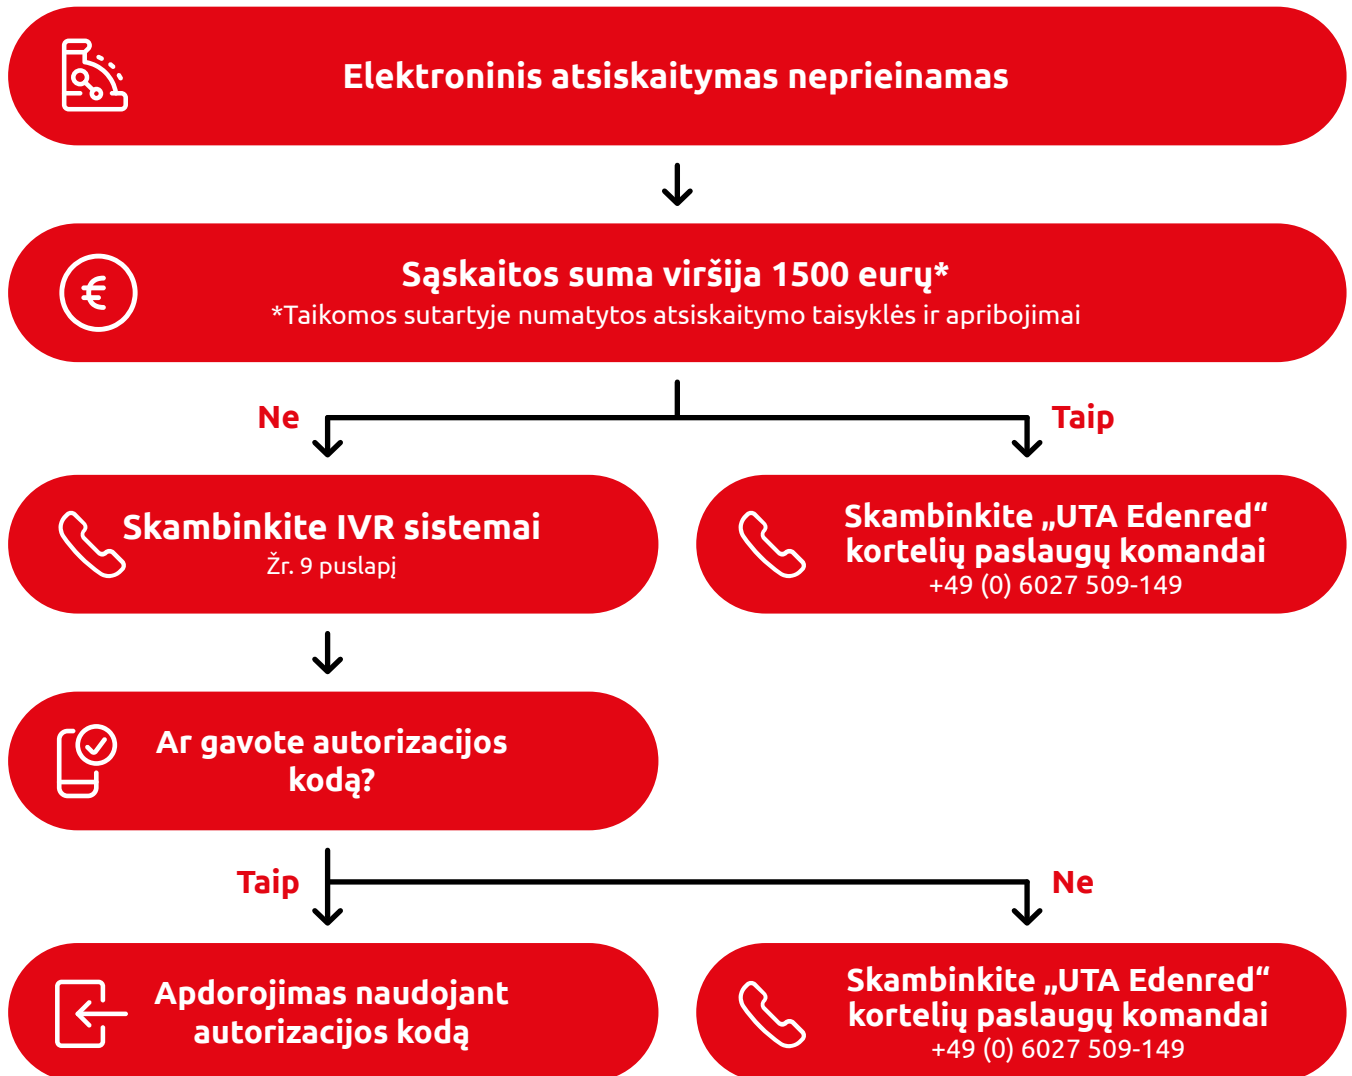 Elektroninis atsiskaitymas neprieinamas
Sąskaitos suma viršija 1500 eurų*
*Taikomos sutartyje numatytos atsiskaitymo taisyklės ir apribojimai
Ne
Taip
Skambinkite IVR sistemai
Žr. 9 puslapį
Skambinkite „UTA Edenred“
kortelių paslaugų komandai
+49 (0) 6027 509-149
Ar gavote autorizacijos
kodą?
Taip
Ne
Apdorojimas naudojant
autorizacijos kodą
Skambinkite „UTA Edenred“
kortelių paslaugų komandai
+49 (0) 6027 509-149